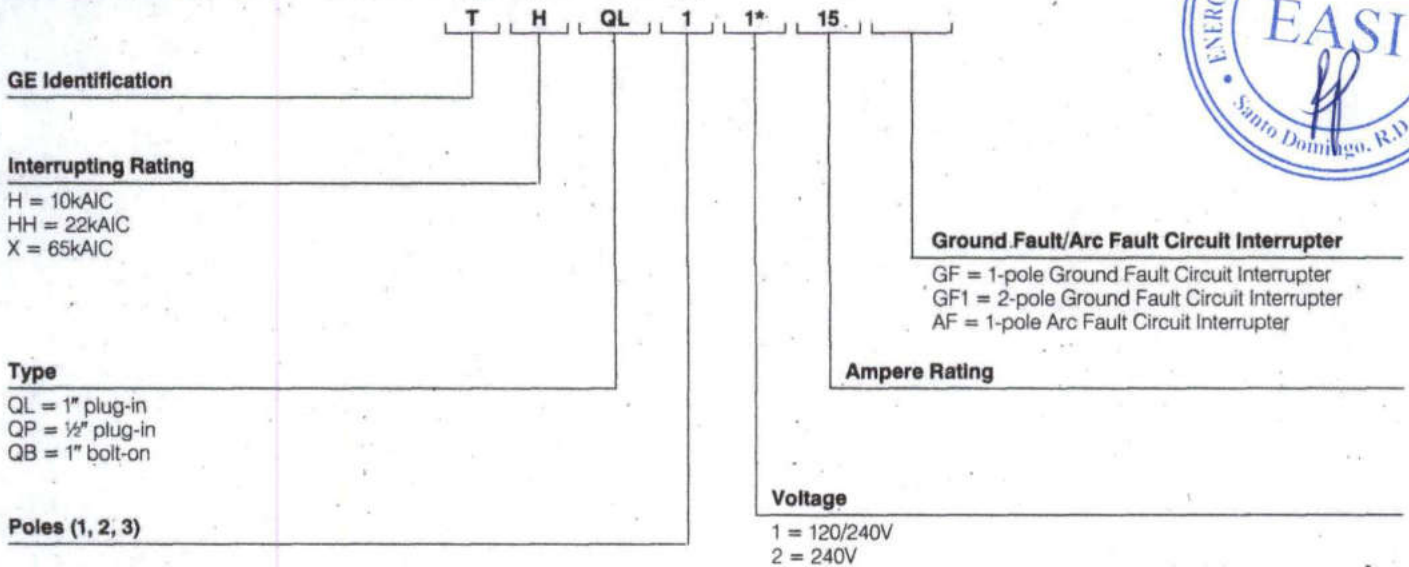 T H QL 1 1* 15
GE Identification
Interrupting Rating
H = 10kAIC
HH = 22kAIC
X = 65kAIC
Type
QL = 1" plug-in
QP = ½" plug-in
QB = 1" bolt-on
Poles (1, 2, 3)
Ground Fault/Arc Fault Circuit Interrupter
GF = 1-pole Ground Fault Circuit Interrupter
GF1 = 2-pole Ground Fault Circuit Interrupter
AF = 1-pole Arc Fault Circuit Interrupter
Ampere Rating
Voltage
1 = 120/240V
2 = 240V
EASI
Santo Domingo, R.D.